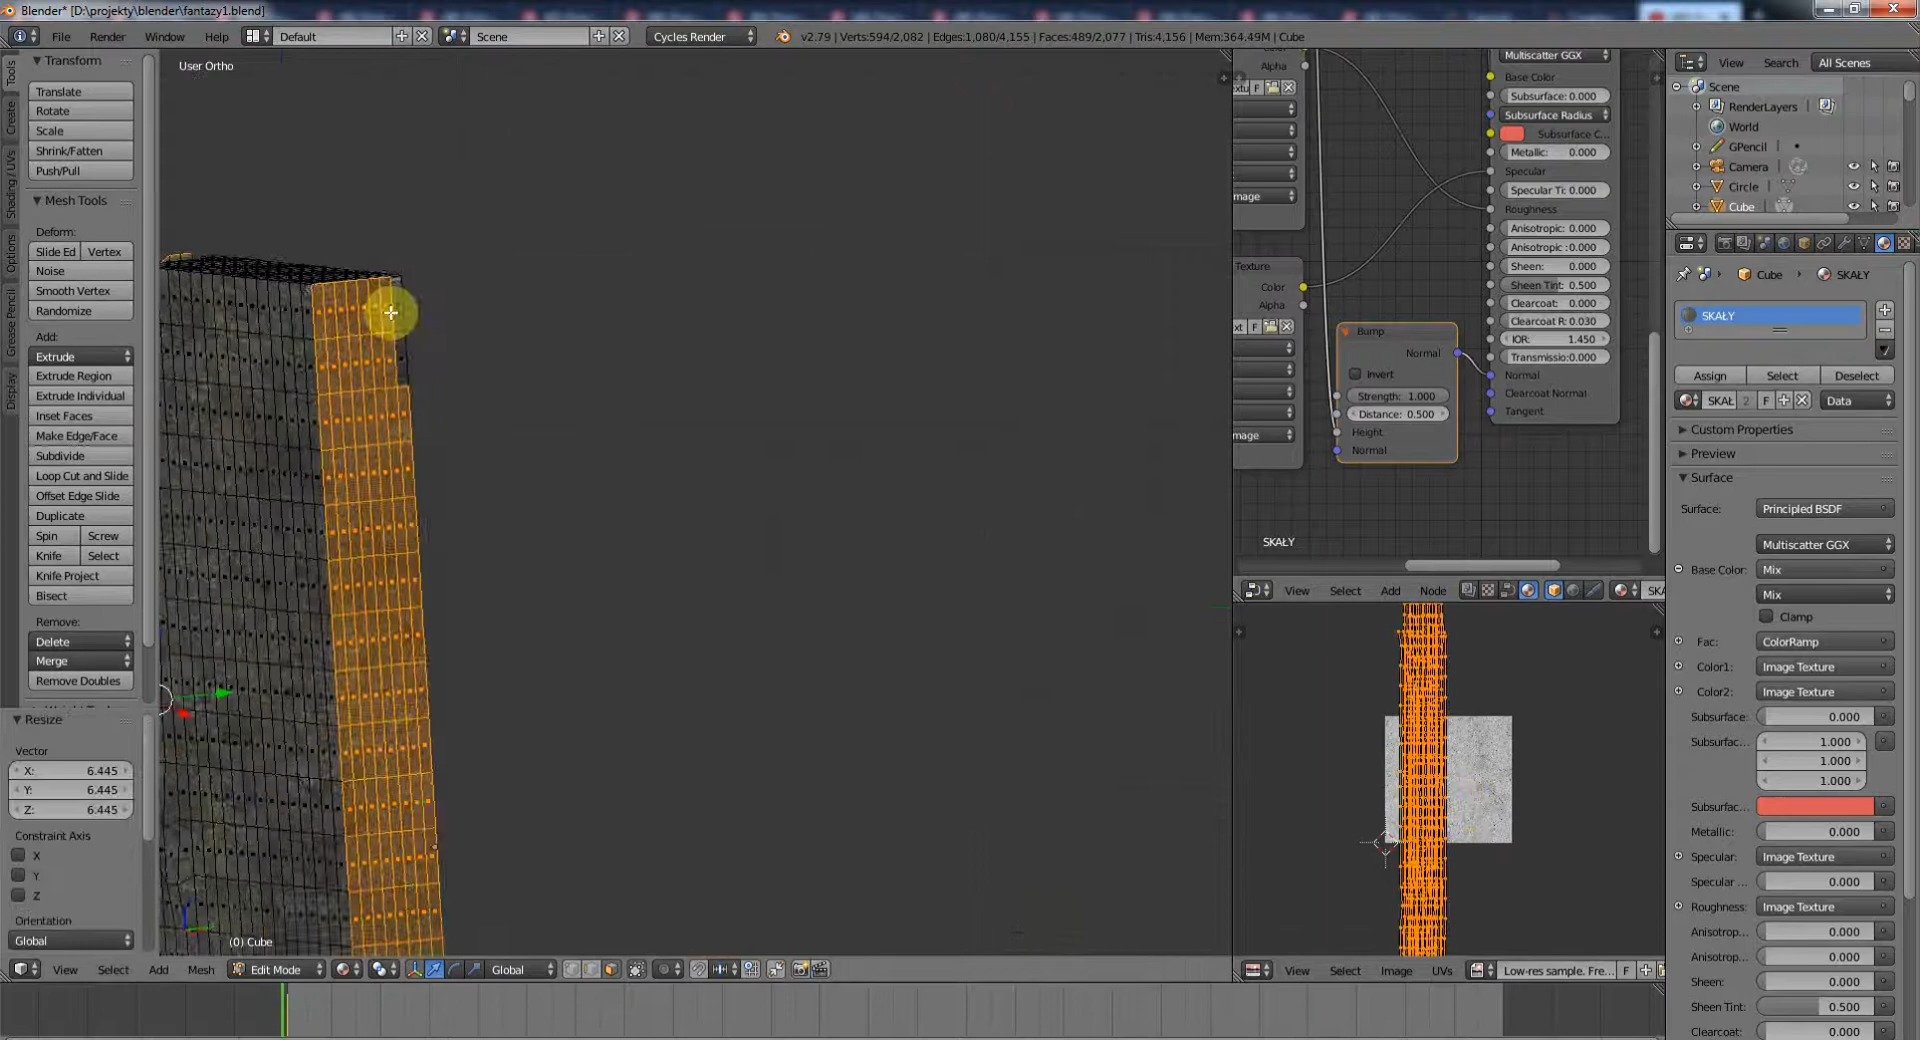 Blender* [D:\projekty\blender\fantazy1.blend]
File Render Window Help Default Scene Cycles Render v2.79 | Verts:594/2,082 | Edges:1,080/4,155 | Faces:489/2,077 | Tris:4,156 | Mem:364.49M | Cube
Tools
Create
Shading / UVs
Options
Grease Pencil
Display
Transform
Translate
Rotate
Scale
Shrink/Fatten
Push/Pull
Mesh Tools
Deform:
Slide Ed Vertex
Noise
Smooth Vertex
Randomize
Add:
Extrude
Extrude Region
Extrude Individual
Inset Faces
Make Edge/Face
Subdivide
Loop Cut and Slide
Offset Edge Slide
Duplicate
Spin Screw
Knife Select
Knife Project
Bisect
Remove:
Delete
Merge
Remove Doubles
Resize
Vector
X: 6.445
Y: 6.445
Z: 6.445
Constraint Axis
X
Y
Z
Orientation
Global
User Ortho
(0) Cube
View Select Add Mesh Edit Mode Global
Alpha
F
mage
Texture
Color
Alpha
xt F
mage
Bump
Normal
Invert
Strength: 1.000
Distance: 0.500
Height
Normal
Multiscatter GGX
Base Color
Subsurface: 0.000
Subsurface Radius
Subsurface C...
Metallic: 0.000
Specular
Specular Ti: 0.000
Roughness
Anisotropic: 0.000
Anisotropic :0.000
Sheen: 0.000
Sheen Tint: 0.500
Clearcoat: 0.000
Clearcoat R: 0.030
IOR: 1.450
Transmissio:0.000
Normal
Clearcoat Normal
Tangent
SKAŁY
View Select Add Node SKA
View Select Image UVs Low-res sample. Fre... F
View Search All Scenes
Scene
RenderLayers
World
GPencil
Camera
Circle
Cube
Cube SKAŁY
SKAŁY
Assign Select Deselect
SKAŁ 2 F Data
Custom Properties
Preview
Surface
Surface: Principled BSDF
Multiscatter GGX
Base Color: Mix
Mix
Clamp
Fac: ColorRamp
Color1: Image Texture
Color2: Image Texture
Subsurface: 0.000
Subsurfac... 1.000
1.000
1.000
Subsurfac...
Metallic: 0.000
Specular: Image Texture
Specular ... 0.000
Roughness: Image Texture
Anisotrop... 0.000
Anisotrop... 0.000
Sheen: 0.000
Sheen Tint: 0.500
Clearcoat: 0.000